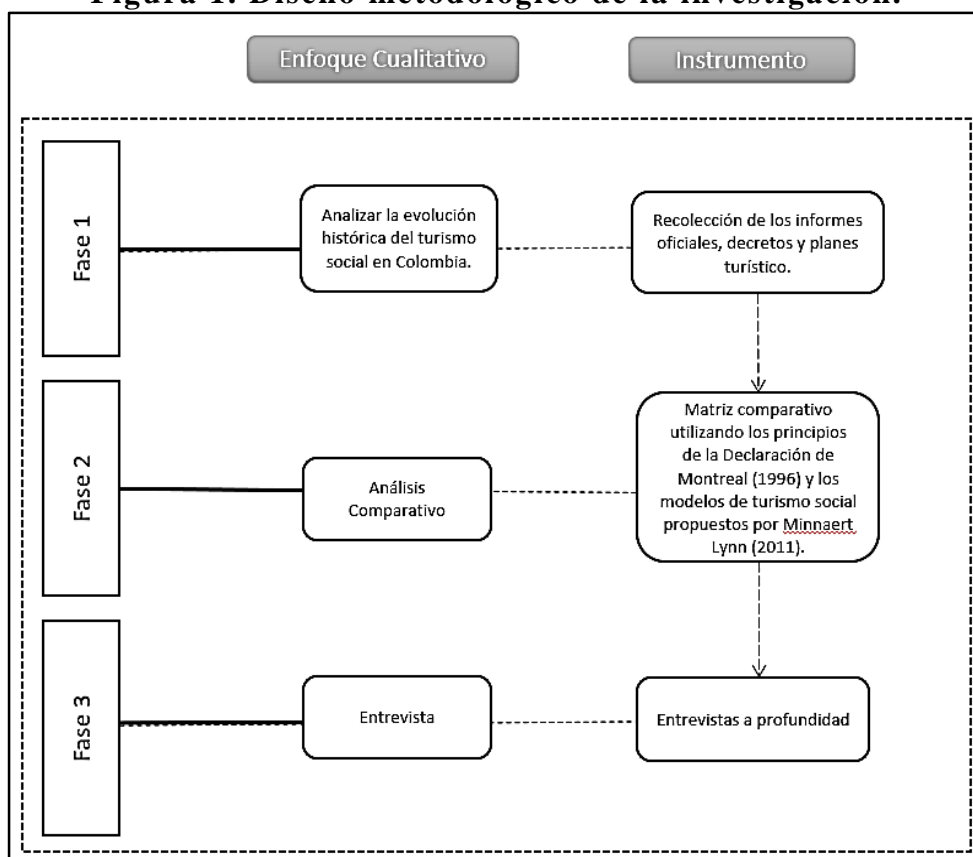 Figura 1. Diseño metodológico de la investigación.
Enfoque Cualitativo
Instrumento
Fase 1
Analizar la evolución
histórica del turismo
social en Colombia.
Recolección de los informes
oficiales, decretos y planes
turístico.
Fase 2
Análisis
Comparativo
Matriz comparativo
utilizando los principios
de la Declaración de
Montreal (1996) y los
modelos de turismo social
propuestos por Minnaert
Lynn (2011).
Fase 3
Entrevista
Entrevistas a profundidad